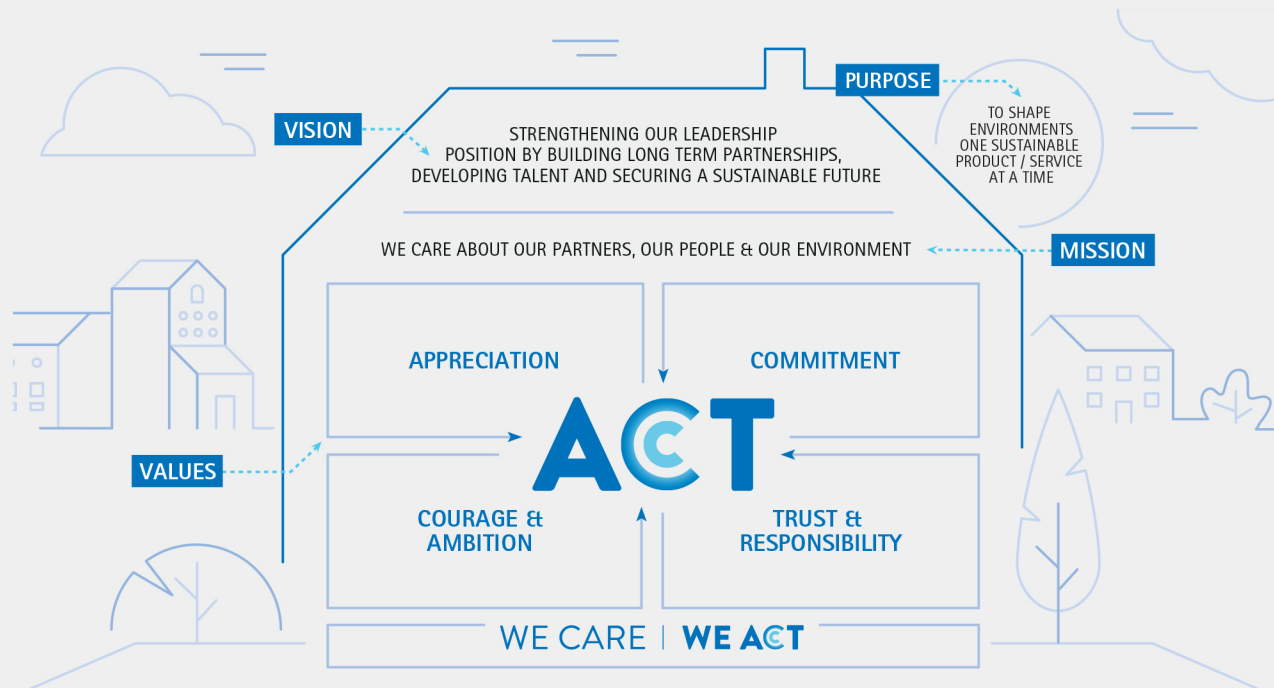 PURPOSE
TO SHAPE
ENVIRONMENTS
ONE SUSTAINABLE
PRODUCT / SERVICE
AT A TIME
VISION
STRENGTHENING OUR LEADERSHIP
POSITION BY BUILDING LONG TERM PARTNERSHIPS,
DEVELOPING TALENT AND SECURING A SUSTAINABLE FUTURE
WE CARE ABOUT OUR PARTNERS, OUR PEOPLE & OUR ENVIRONMENT
MISSION
APPRECIATION
COMMITMENT
ACCT
VALUES
COURAGE &
AMBITION
TRUST &
RESPONSIBILITY
WE CARE | WE ACCT